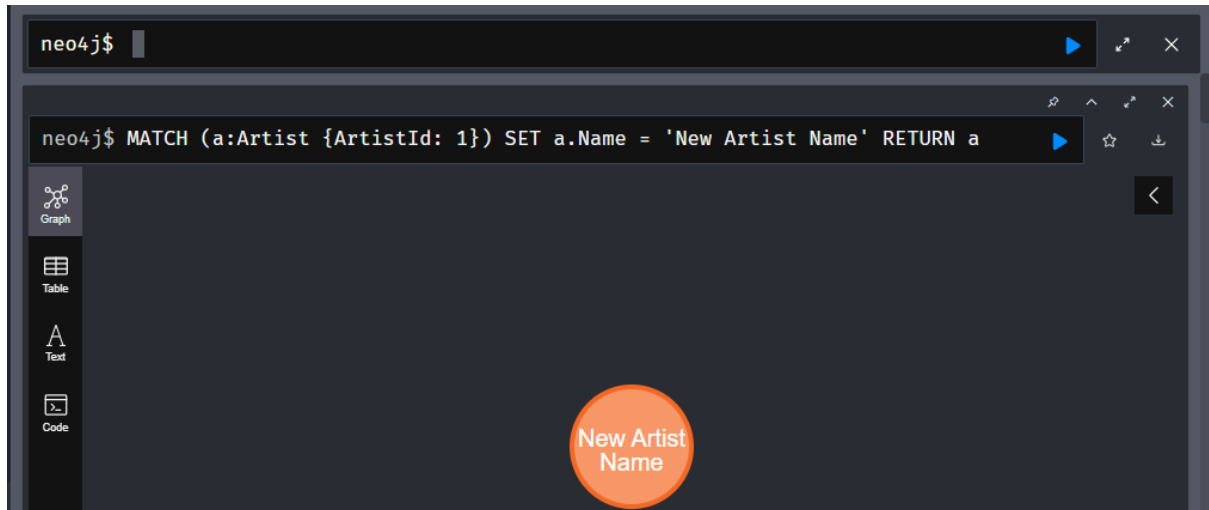 neo4j$
neo4j$ MATCH (a:Artist {ArtistId: 1}) SET a.Name = 'New Artist Name' RETURN a
Graph
Table
A
Text
Code
New Artist
Name